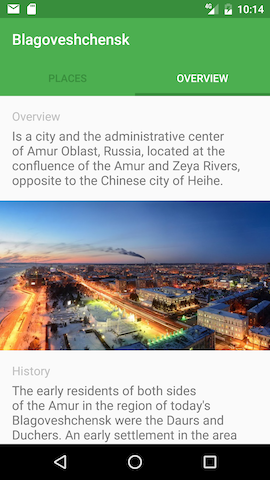 4G 10:14
Blagoveshchensk
PLACES OVERVIEW
Overview
Is a city and the administrative center
of Amur Oblast, Russia, located at the
confluence of the Amur and Zeya Rivers,
opposite to the Chinese city of Heihe.
History
The early residents of both sides
of the Amur in the region of today's
Blagoveshchensk were the Daurs and
Duchers. An early settlement in the area